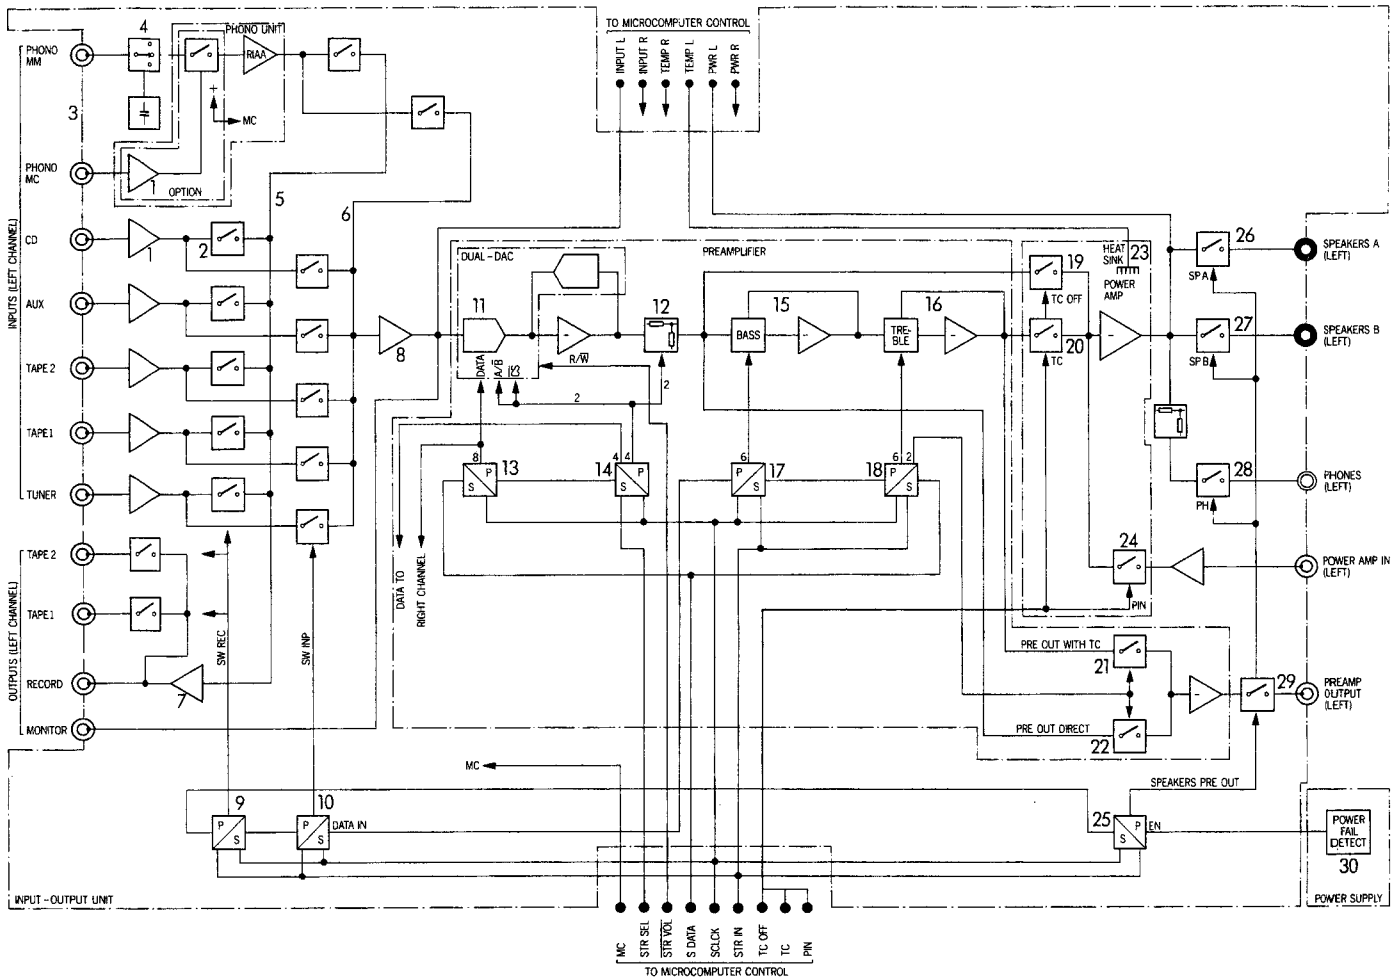 TO MICROCOMPUTER CONTROL
INPUT L
INPUT R
TEMP R
TEMP L
PWR L
PWR R
4
PHONO UNIT
PHONO
MM
RIAA
3
+
MC
PHONO
MC
1
OPTION
5
6
INPUTS (LEFT CHANNEL)
CD
1
2
AUX
TAPE 2
TAPE 1
TUNER
8
PREAMPLIFIER
DUAL-DAC
11
DATA
A/B
CS
R/W
-
12
2
2
15
BASS
-
16
TRE-
BLE
-
HEAT
SINK
23
POWER
AMP
19
TC OFF
20
TC
-
26
SPA
SPEAKERS A
(LEFT)
27
SPB
SPEAKERS B
(LEFT)
28
PH
PHONES
(LEFT)
8
P
S
13
4
4
P
S
14
6
P
S
17
6
2
P
S
18
24
PIN
POWER AMP IN
(LEFT)
DATA TO
RIGHT CHANNEL
OUTPUTS (LEFT CHANNEL)
TAPE 2
TAPE 1
RECORD
MONITOR
7
SW REC
SW INP
PRE OUT WITH TC
21
PRE OUT DIRECT
22
-
29
PREAMP
OUTPUT
(LEFT)
MC
SPEAKERS PRE OUT
9
P
S
10
P
S
DATA IN
25
P
S
EN
POWER
FAIL
DETECT
30
POWER SUPPLY
INPUT-OUTPUT UNIT
MC
STR SEL
STR VOL
S DATA
SCLCK
STR IN
TC OFF
TC
PIN
TO MICROCOMPUTER CONTROL